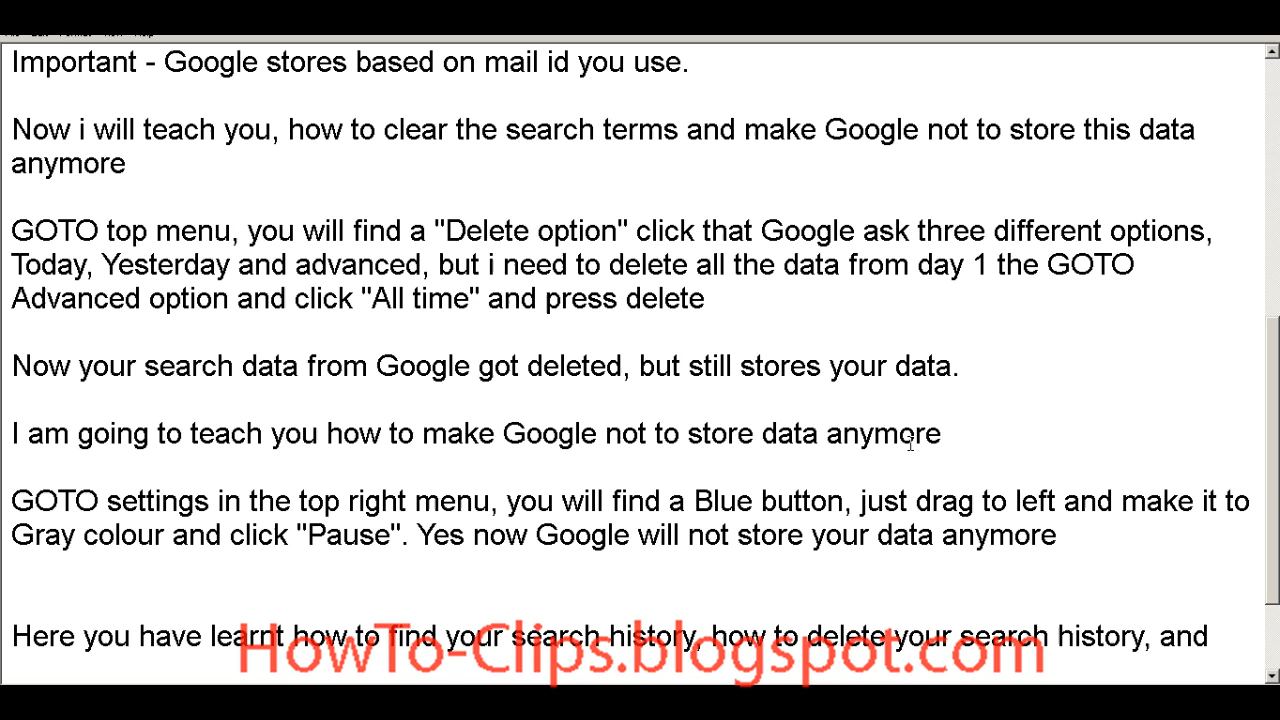 Important - Google stores based on mail id you use.
Now i will teach you, how to clear the search terms and make Google not to store this data
anymore
GOTO top menu, you will find a "Delete option" click that Google ask three different options,
Today, Yesterday and advanced, but i need to delete all the data from day 1 the GOTO
Advanced option and click "All time" and press delete
Now your search data from Google got deleted, but still stores your data.
I am going to teach you how to make Google not to store data anymore
GOTO settings in the top right menu, you will find a Blue button, just drag to left and make it to
Gray colour and click "Pause". Yes now Google will not store your data anymore
Here you have learnt how to find your search history, how to delete your search history, and
HowTo-Clips.blogspot.com